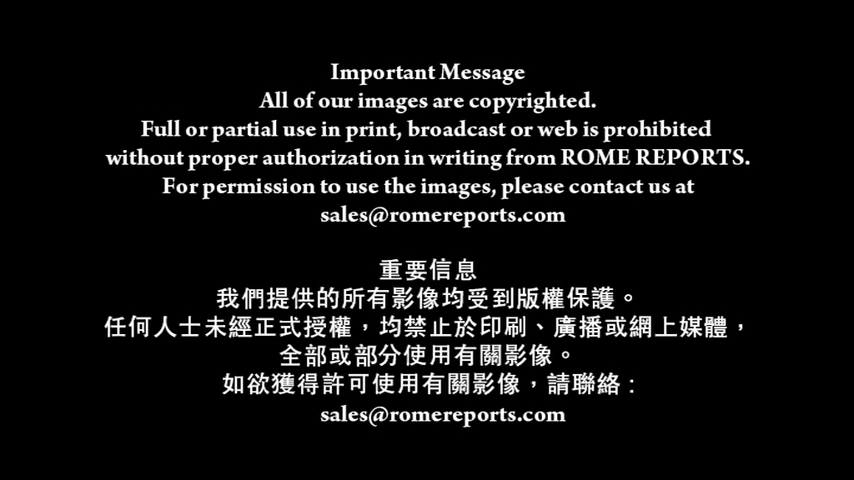 Important Message
All of our images are copyrighted.
Full or partial use in print, broadcast or web is prohibited
without proper authorization in writing from ROME REPORTS.
For permission to use the images, please contact us at
sales@romereports.com
重要信息
我們提供的所有影像均受到版權保護。
任何人士未經正式授權，均禁止於印刷、廣播或網上媒體，
全部或部分使用有關影像。
如欲獲得許可使用有關影像，請聯絡：
sales@romereports.com